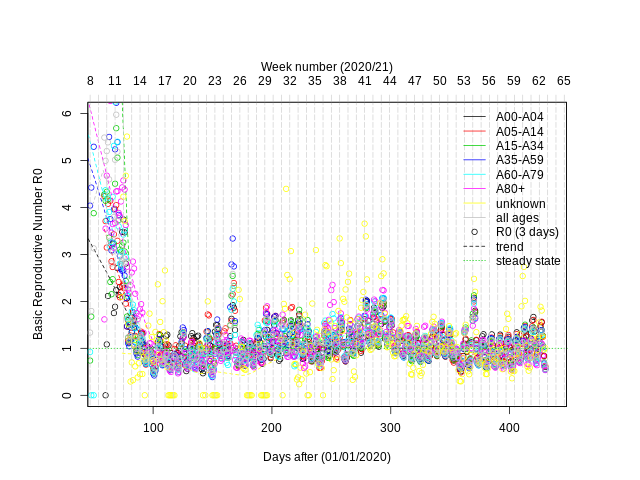 Week number (2020/21)
8 11 14 17 20 23 26 29 32 35 38 41 44 47 50 53 56 59 62 65
Basic Reproductive Number R0
6
5
4
3
2
1
0
A00-A04
A05-A14
A15-A34
A35-A59
A60-A79
A80+
unknown
all ages
R0 (3 days)
trend
steady state
100 200 300 400
Days after (01/01/2020)